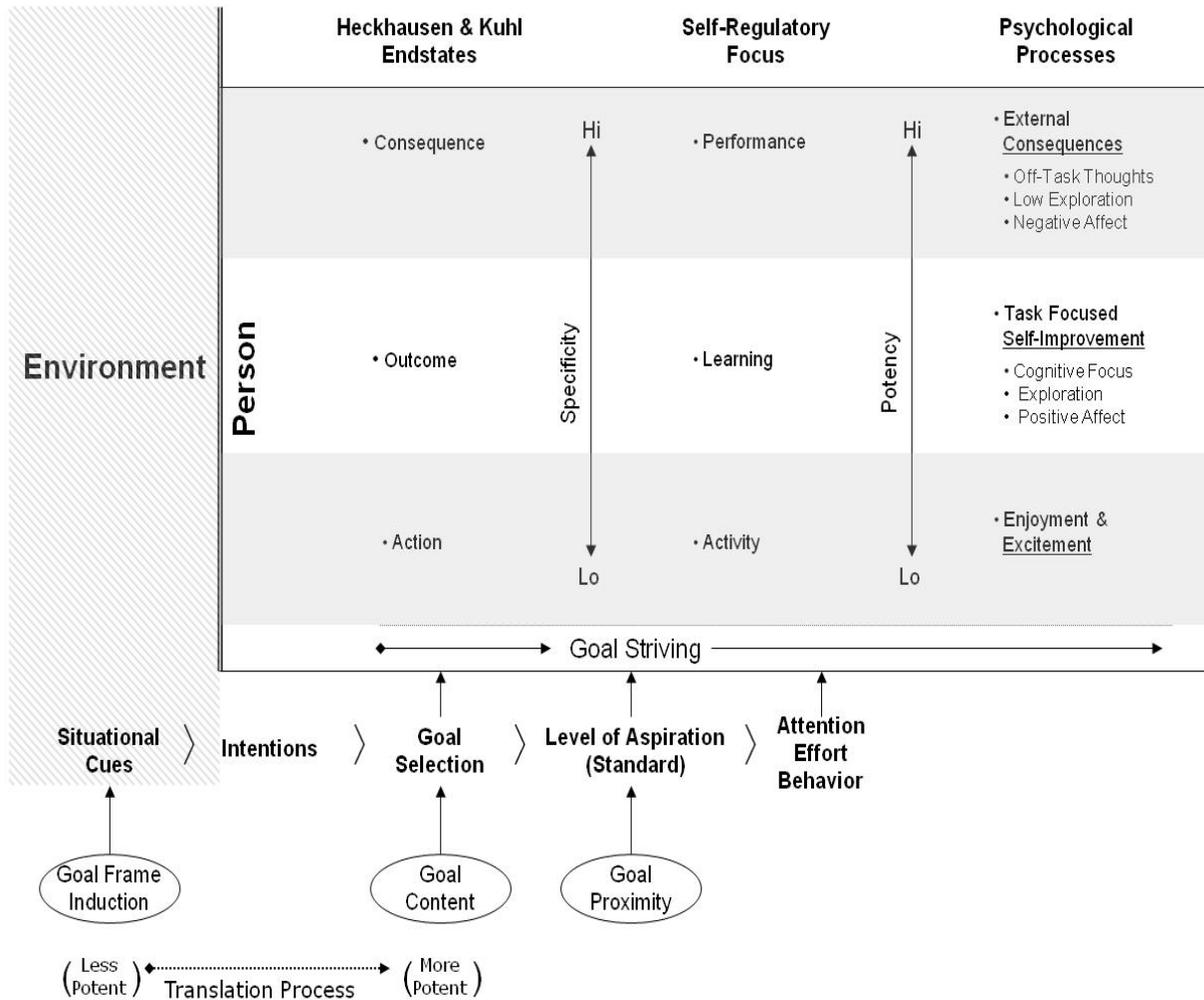 Heckhausen & Kuhl
Endstates
Self-Regulatory
Focus
Psychological
Processes
Environment
Person
• Consequence
Hi
• Performance
Hi
• External
Consequences
• Off-Task Thoughts
• Low Exploration
• Negative Affect
• Outcome
Specificity
• Learning
Potency
• Task Focused
Self-Improvement
• Cognitive Focus
• Exploration
• Positive Affect
• Action
Lo
• Activity
Lo
• Enjoyment &
Excitement
Goal Striving
Situational
Cues
Intentions
Goal
Selection
Level of Aspiration
(Standard)
Attention
Effort
Behavior
Goal Frame
Induction
Goal
Content
Goal
Proximity
(Less
Potent)
Translation Process
(More
Potent)